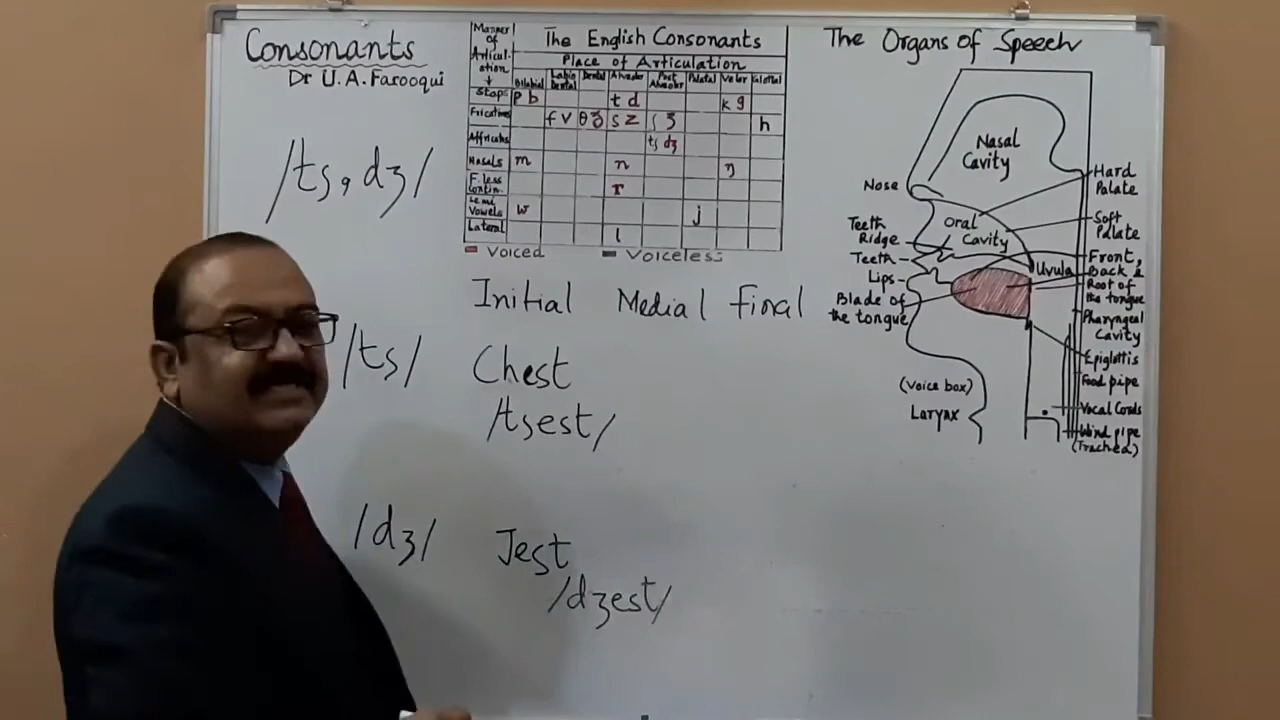 Consonants
Dr U. A. Farooqui
/tʃ, dʒ/
The English Consonants
Manner of Articul-ation ↓
Place of Articulation
Bilabial Labio Dental Dental Alveolar Post Alveolar Palatal Velar Glottal
Stops p b t d k g
Fricatives f v θ ʒ s z ʃ ʒ h
Affricates tʃ dʒ
Nasals m n ŋ
F.less Contin. r
Semi Vowels w j
Lateral l
Voiced Voiceless
Initial Medial Final
/tʃ/ Chest
/tʃest/
/dʒ/ Jest
/dʒest/
The Organs of Speech
Nasal Cavity
Nose
Hard Palate
Oral Cavity
Soft Palate
Teeth Ridge
Teeth
Lips
Blade of the tongue
Uvula
Front, Back & Root of the tongue
Pharyngeal Cavity
Epiglottis
Food pipe
(Voice box)
Larynx
Vocal Cords
Wind pipe
(Trachea)